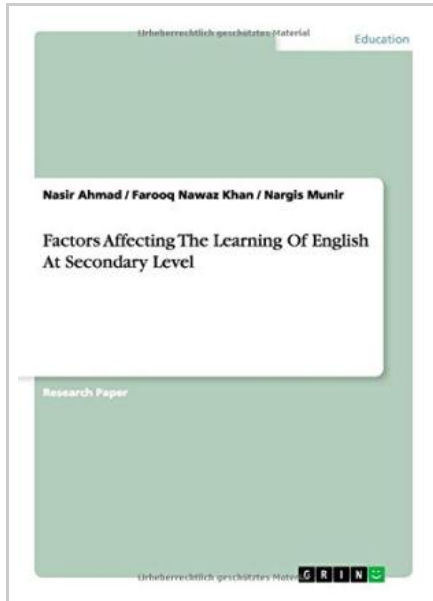 Urheberrechtlich geschütztes Material
Education
Nasir Ahmad / Farooq Nawaz Khan / Nargis Munir
Factors Affecting The Learning Of English
At Secondary Level
Research Paper
Urheberrechtlich geschütztes Mater
GRIN